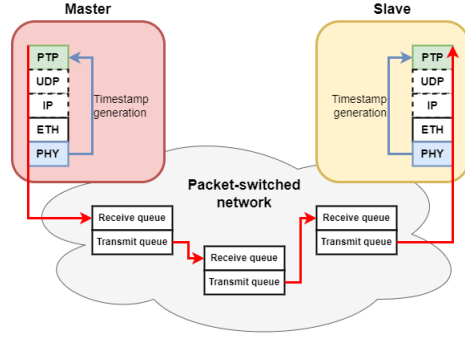 Master
Slave
PTP
UDP
IP
ETH
PHY
Timestamp
generation
PTP
UDP
IP
ETH
PHY
Timestamp
generation
Packet-switched
network
Receive queue
Transmit queue
Receive queue
Transmit queue
Receive queue
Transmit queue